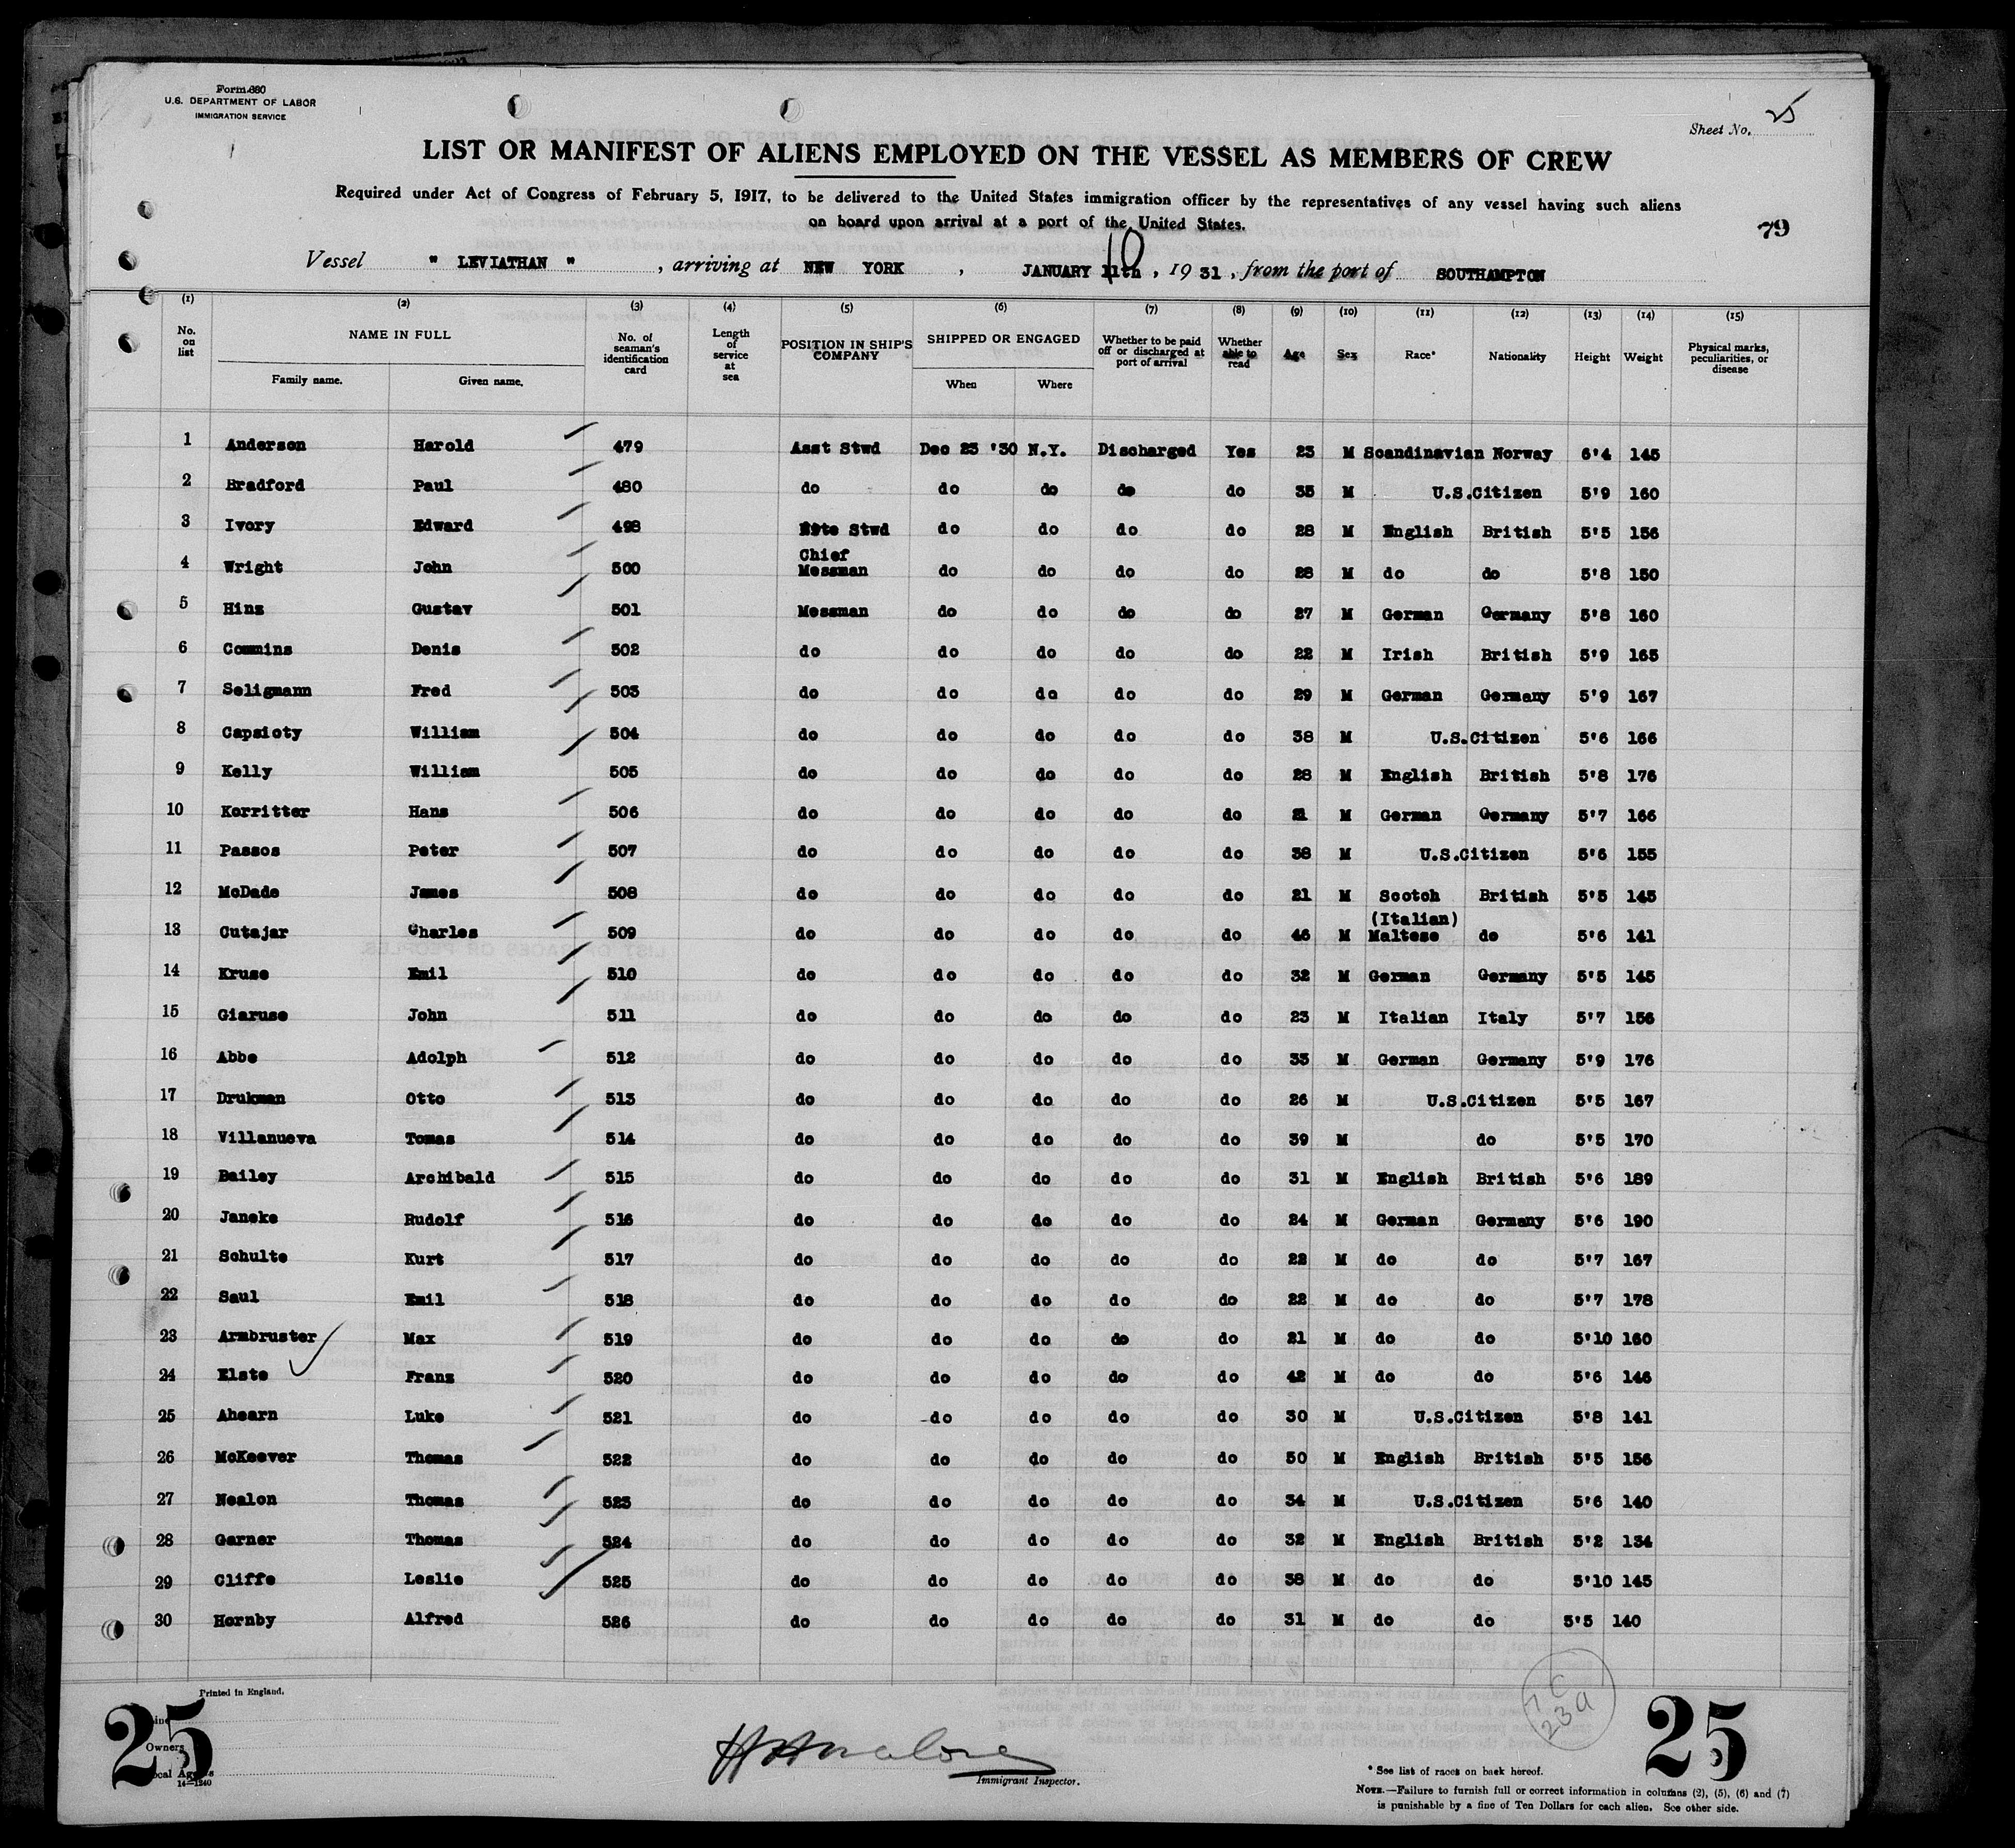 Form 680
U.S. DEPARTMENT OF LABOR
IMMIGRATION SERVICE
Sheet No. 25
LIST OR MANIFEST OF ALIENS EMPLOYED ON THE VESSEL AS MEMBERS OF CREW
Required under Act of Congress of February 5, 1917, to be delivered to the United States immigration officer by the representatives of any vessel having such aliens
on board upon arrival at a port of the United States.
79
Vessel " LEVIATHAN ", arriving at NEW YORK, JANUARY 11th 10, 1931, from the port of SOUTHAMPTON
(1) (2) (3) (4) (5) (6) (7) (8) (9) (10) (11) (12) (13) (14) (15)
No. on list NAME IN FULL Family name. Given name. No. of seaman's identification card Length of service at sea POSITION IN SHIP'S COMPANY SHIPPED OR ENGAGED When Where Whether to be paid off or discharged at port of arrival Whether able to read Age Sex Race* Nationality Height Weight Physical marks, peculiarities, or disease
1 Anderson Harold 479 Asst Stwd Dec 23 '30 N.Y. Discharged Yes 23 M Scandinavian Norway 6'4 145
2 Bradford Paul 480 do do do do do 35 M U.S.Citizen 5'9 160
3 Ivory Edward 498 Nyte Stwd do do do do 28 M English British 5'5 156
4 Wright John 500 Chief Messman do do do do 28 M do do 5'8 150
5 Hinz Gustav 501 Messman do do do do 27 M German Germany 5'8 160
6 Commins Denis 502 do do do do do 22 M Irish British 5'9 165
7 Seligmann Fred 503 do do do do do 29 M German Germany 5'9 167
8 Capsioty William 504 do do do do do 38 M U.S.Citizen 5'6 166
9 Kelly William 505 do do do do do 28 M English British 5'8 176
10 Korritter Hans 506 do do do do do 21 M German Germany 5'7 166
11 Passos Peter 507 do do do do do 38 M U.S.Citizen 5'6 155
12 McDade James 508 do do do do do 21 M Scotch British 5'5 145
13 Cutajar Charles 509 do do do do do 46 M (Italian) Maltese do 5'6 141
14 Kruse Emil 510 do do do do do 32 M German Germany 5'5 145
15 Giaruso John 511 do do do do do 23 M Italian Italy 5'7 156
16 Abbe Adolph 512 do do do do do 35 M German Germany 5'9 176
17 Drukman Otto 513 do do do do do 26 M U.S.Citizen 5'5 167
18 Villanueva Tomas 514 do do do do do 39 M do 5'5 170
19 Bailey Archibald 515 do do do do do 31 M English British 5'6 189
20 Janeke Rudolf 516 do do do do do 24 M German Germany 5'6 190
21 Schulte Kurt 517 do do do do do 22 M do do 5'7 167
22 Saul Emil 518 do do do do do 22 M do do 5'7 178
23 Armbruster Max 519 do do do do do 21 M do do 5'10 160
24 Elste Franz 520 do do do do do 42 M do do 5'6 146
25 Ahearn Luke 521 do do do do do 30 M U.S.Citizen 5'8 141
26 McKeever Thomas 522 do do do do do 50 M English British 5'5 156
27 Nealon Thomas 523 do do do do do 34 M U.S.Citizen 5'6 140
28 Garner Thomas 524 do do do do do 32 M English British 5'2 134
29 Cliffe Leslie 525 do do do do do 38 M do do 5'10 145
30 Hornby Alfred 526 do do do do do 31 M do do 5'5 140
Printed in England.
25
Owners
14—1240
Immigrant Inspector.
7 C
239
25
* See list of races on back hereof.
NOTE.—Failure to furnish full or correct information in columns (2), (5), (6) and (7)
is punishable by a fine of Ten Dollars for each alien. See other side.